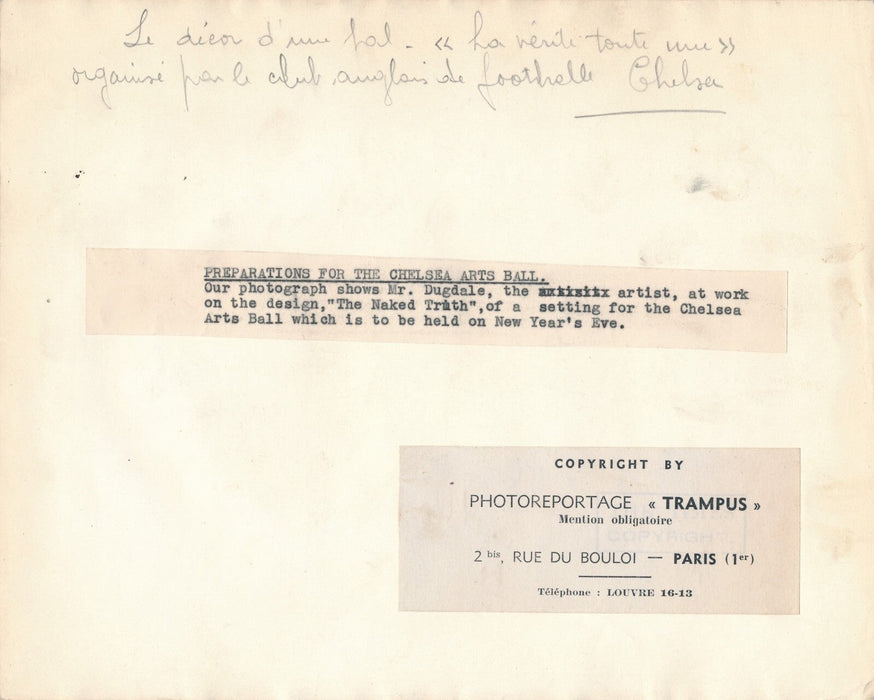 Le décor d'un bal - « La vérité toute nue »
organisé par le club anglais de foothalle Chelsea
PREPARATIONS FOR THE CHELSEA ARTS BALL.
Our photograph shows Mr. Dugdale, the artist, at work
on the design,"The Naked Truth",of a setting for the Chelsea
Arts Ball which is to be held on New Year's Eve.
COPYRIGHT BY
PHOTOREPORTAGE « TRAMPUS »
Mention obligatoire
COPYRIGHT
2 bis, RUE DU BOULOI — PARIS (1er)
Téléphone : LOUVRE 16-13